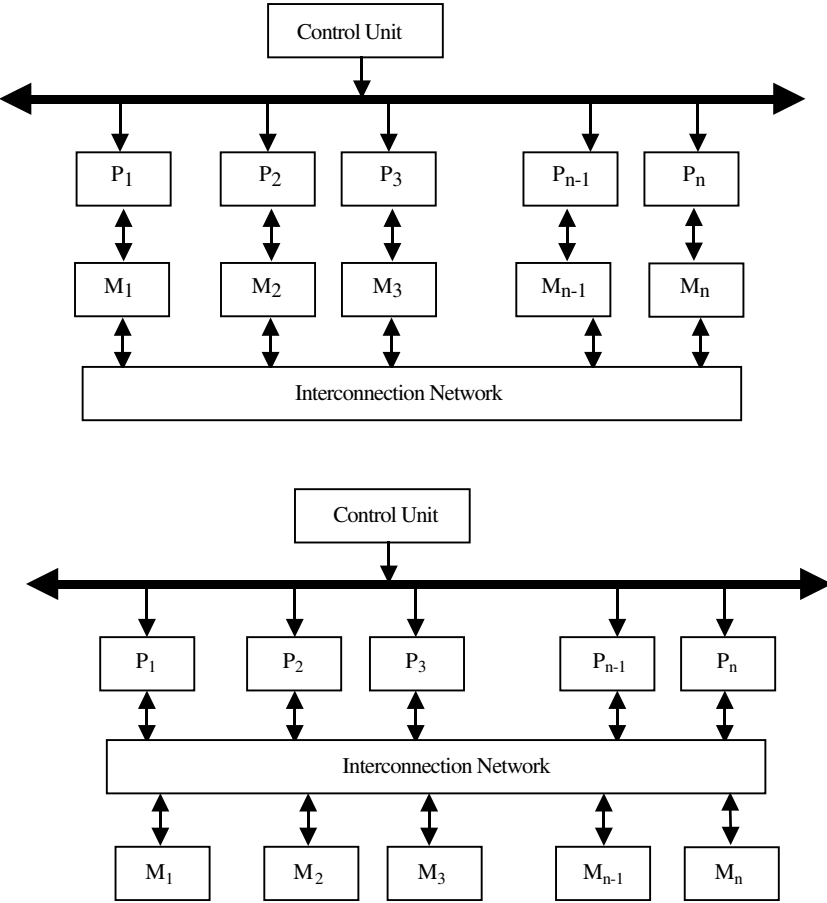 Control Unit
P1 P2 P3 Pn-1 Pn
M1 M2 M3 Mn-1 Mn
Interconnection Network
Control Unit
P1 P2 P3 Pn-1 Pn
Interconnection Network
M1 M2 M3 Mn-1 Mn